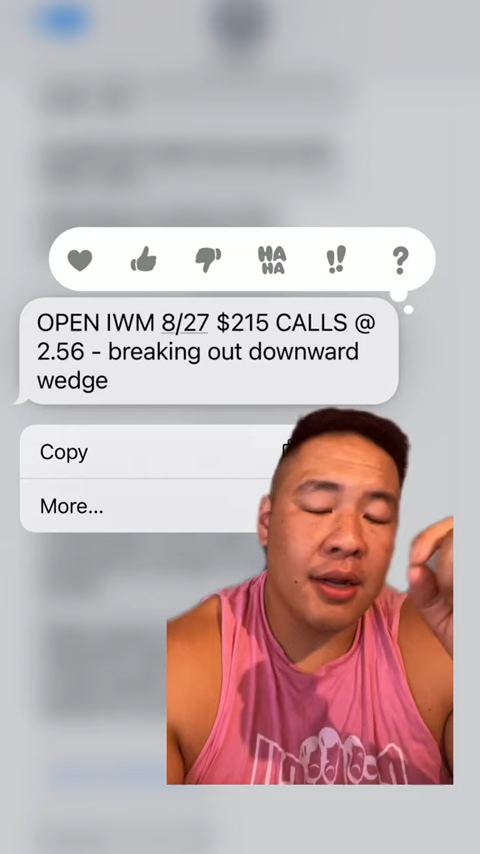 HA
HA
!!
?
OPEN IWM 8/27 $215 CALLS @
2.56 - breaking out downward
wedge
Copy
More...